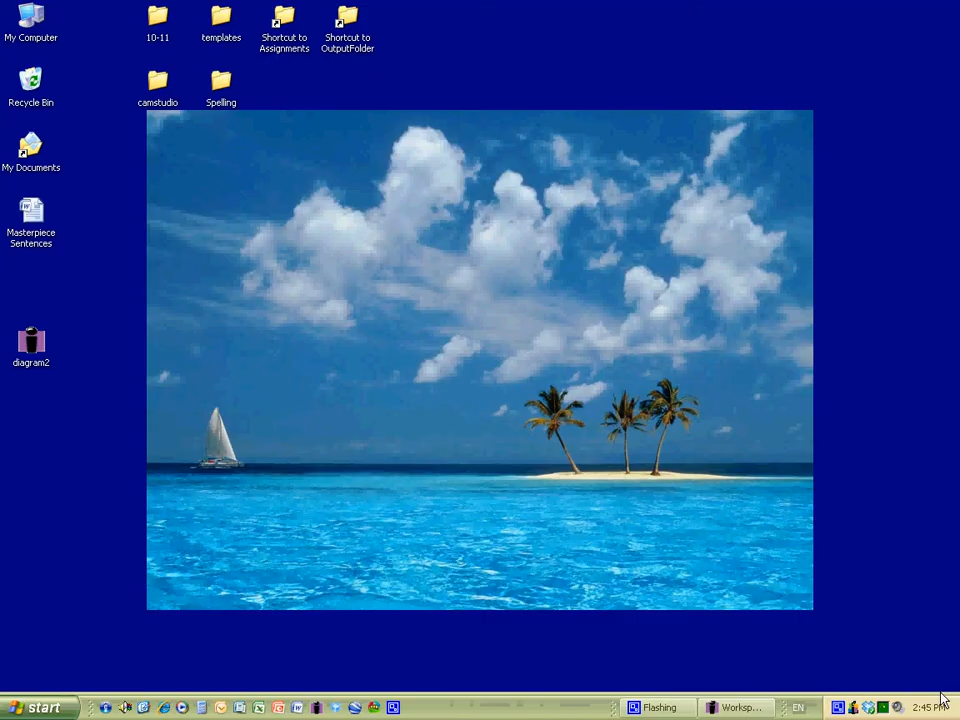 My Computer
10-11
templates
Shortcut to
Assignments
Shortcut to
OutputFolder
Recycle Bin
camstudio
Spelling
My Documents
Masterpiece
Sentences
diagram2
start
Flashing
Worksp...
EN
2:45 PM